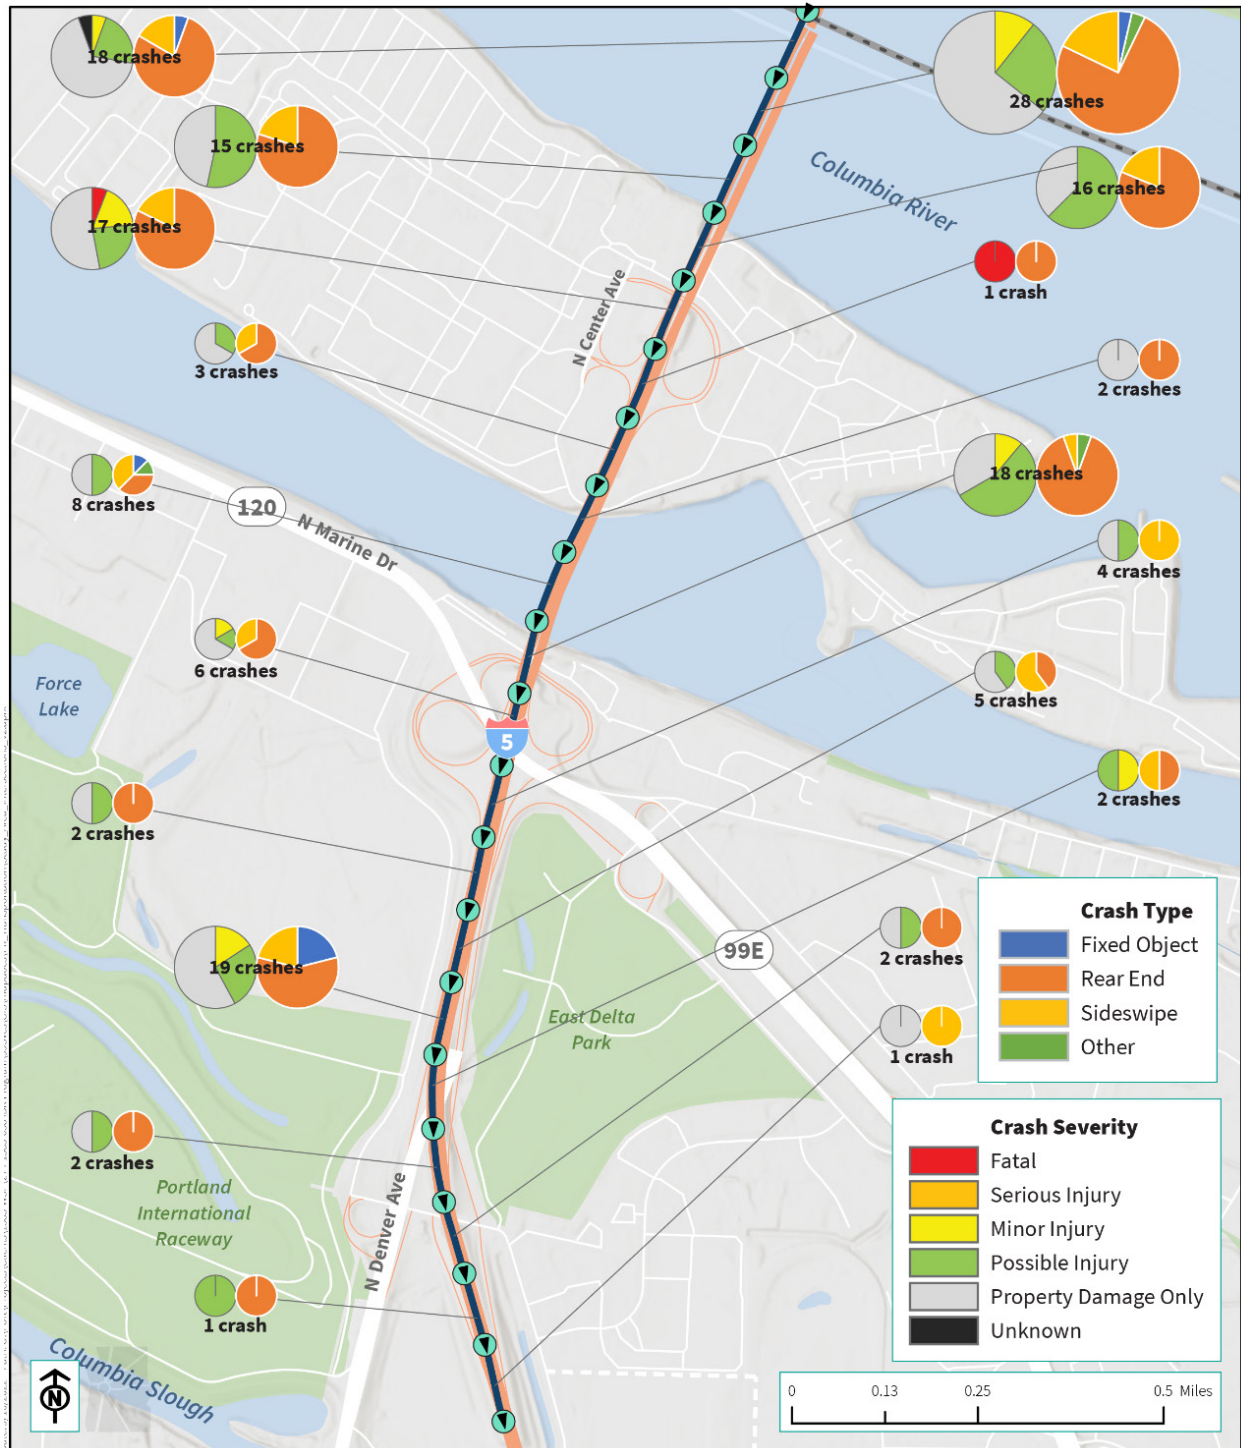 18 crashes
28 crashes
15 crashes
Columbia River
16 crashes
17 crashes
1 crash
N Center Ave
3 crashes
2 crashes
18 crashes
8 crashes
120
N Marine Dr
4 crashes
6 crashes
5 crashes
Force
Lake
5
2 crashes
2 crashes
Crash Type
Fixed Object
Rear End
Sideswipe
Other
2 crashes
99E
19 crashes
East Delta
Park
1 crash
Crash Severity
Fatal
Serious Injury
Minor Injury
Possible Injury
Property Damage Only
Unknown
2 crashes
Portland
International
Raceway
N Denver Ave
1 crash
Columbia Slough
N
0 0.13 0.25 0.5 Miles